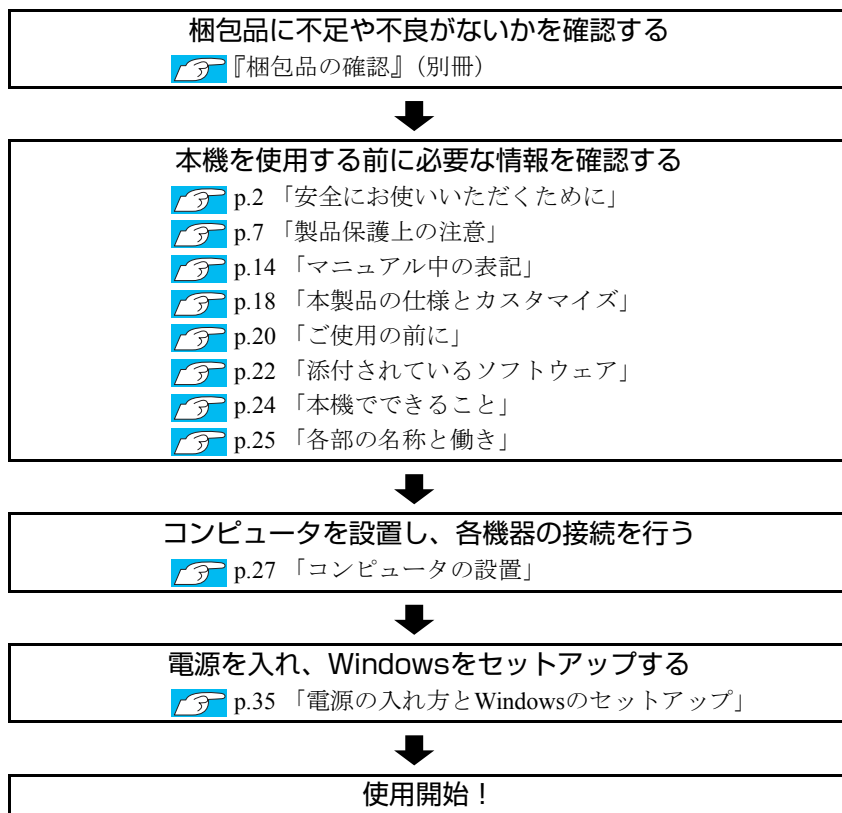 梱包品に不足や不良がないかを確認する
『梱包品の確認』(別冊)
本機を使用する前に必要な情報を確認する
p.2 「安全にお使いいただくために」
p.7 「製品保護上の注意」
p.14 「マニュアル中の表記」
p.18 「本製品の仕様とカスタマイズ」
p.20 「ご使用の前に」
p.22 「添付されているソフトウェア」
p.24 「本機でできること」
p.25 「各部の名称と働き」
コンピュータを設置し、各機器の接続を行う
p.27 「コンピュータの設置」
電源を入れ、Windowsをセットアップする
p.35 「電源の入れ方とWindowsのセットアップ」
使用開始!